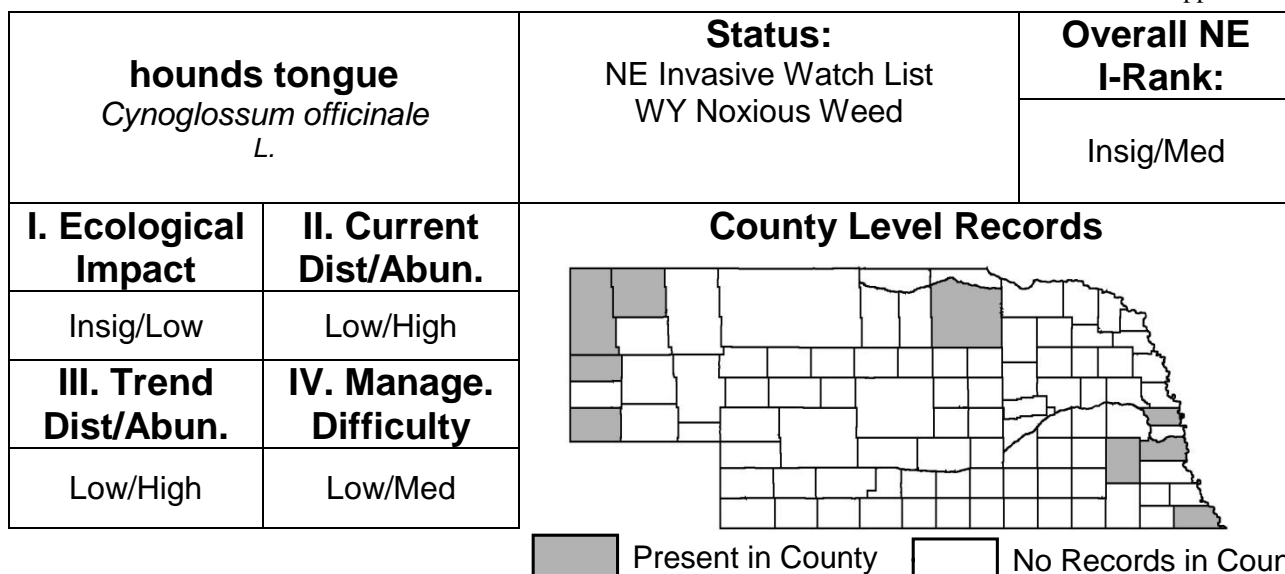 hounds tongue
Cynoglossum officinale
L.
Status:
NE Invasive Watch List
WY Noxious Weed
Overall NE
I-Rank:
Insig/Med
I. Ecological
Impact
II. Current
Dist/Abun.
Insig/Low
Low/High
III. Trend
Dist/Abun.
IV. Manage.
Difficulty
Low/High
Low/Med
County Level Records
Present in County
No Records in Coun